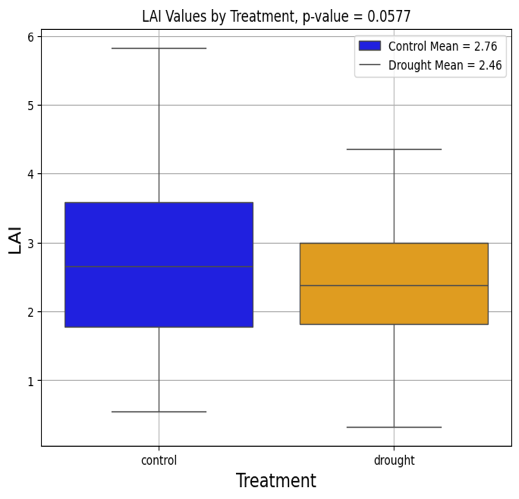 LAI Values by Treatment, p-value = 0.0577
Control Mean = 2.76
Drought Mean = 2.46
6
5
4
3
2
1
LAI
control
drought
Treatment